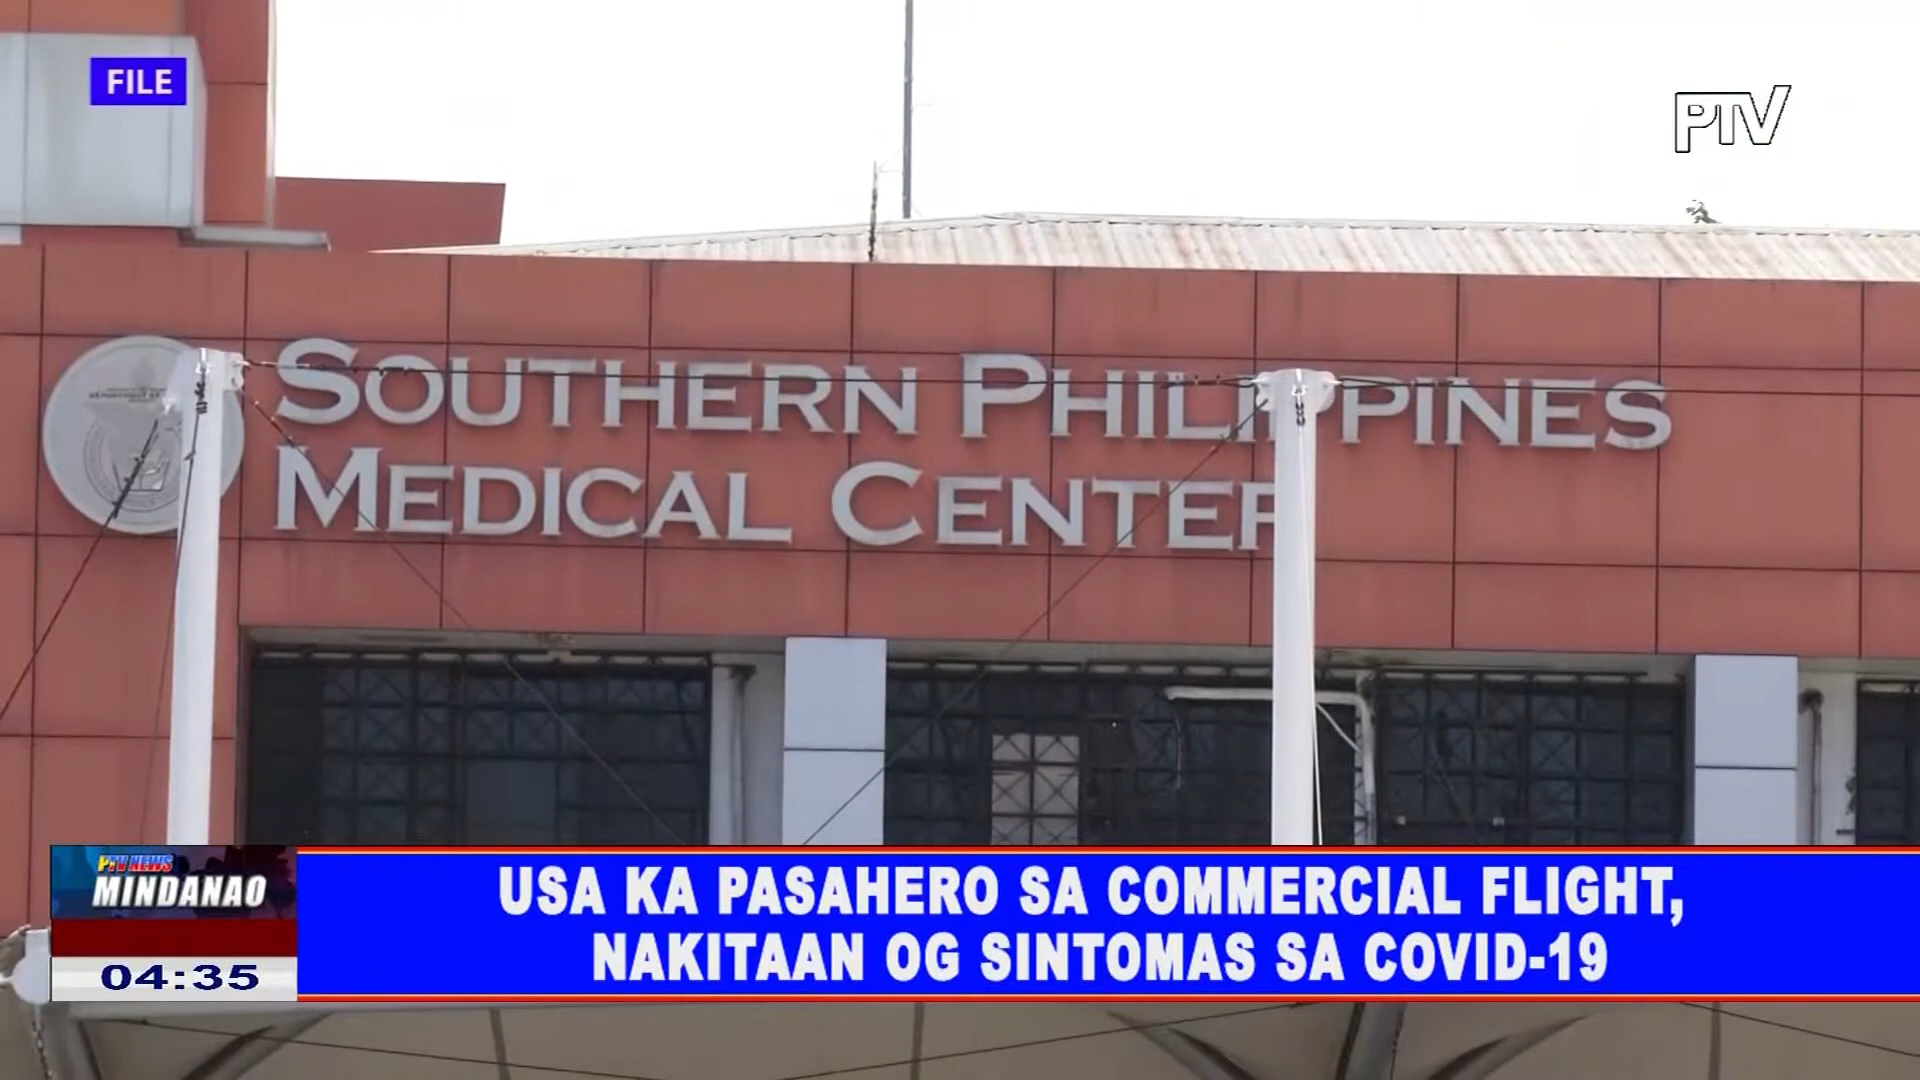 FILE
PTV
SOUTHERN PHILIPPINES
MEDICAL CENTER
PTV NEWS
MINDANAO
04:35
USA KA PASAHERO SA COMMERCIAL FLIGHT,
NAKITAAN OG SINTOMAS SA COVID-19